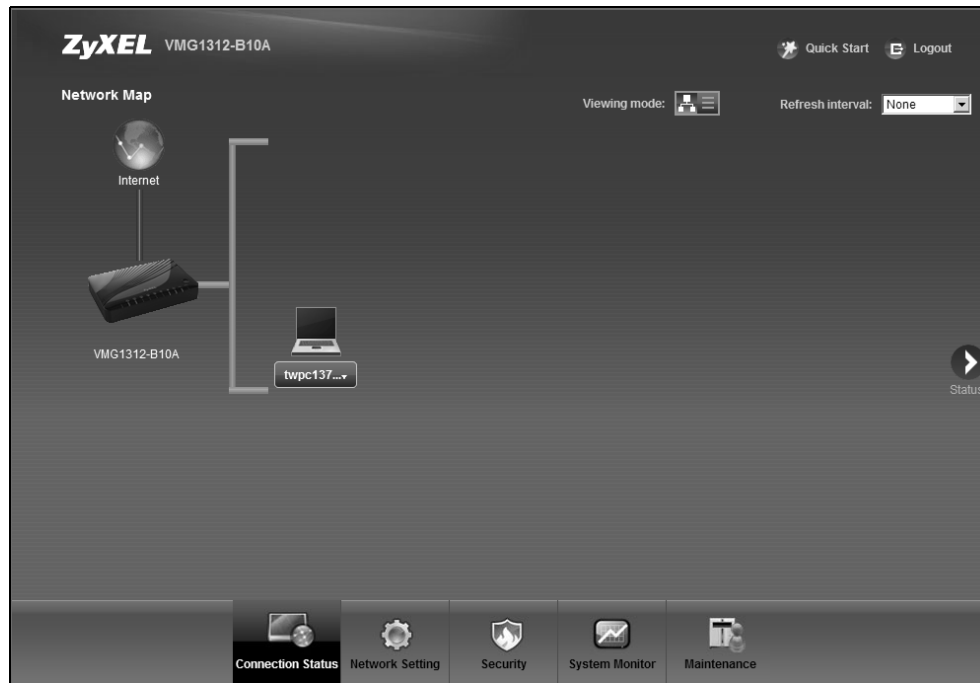 ZyXEL VMG1312-B10A
Quick Start Logout
Network Map
Viewing mode: Refresh interval: None
Internet
VMG1312-B10A
twpc137...
Status
Connection Status Network Setting Security System Monitor Maintenance